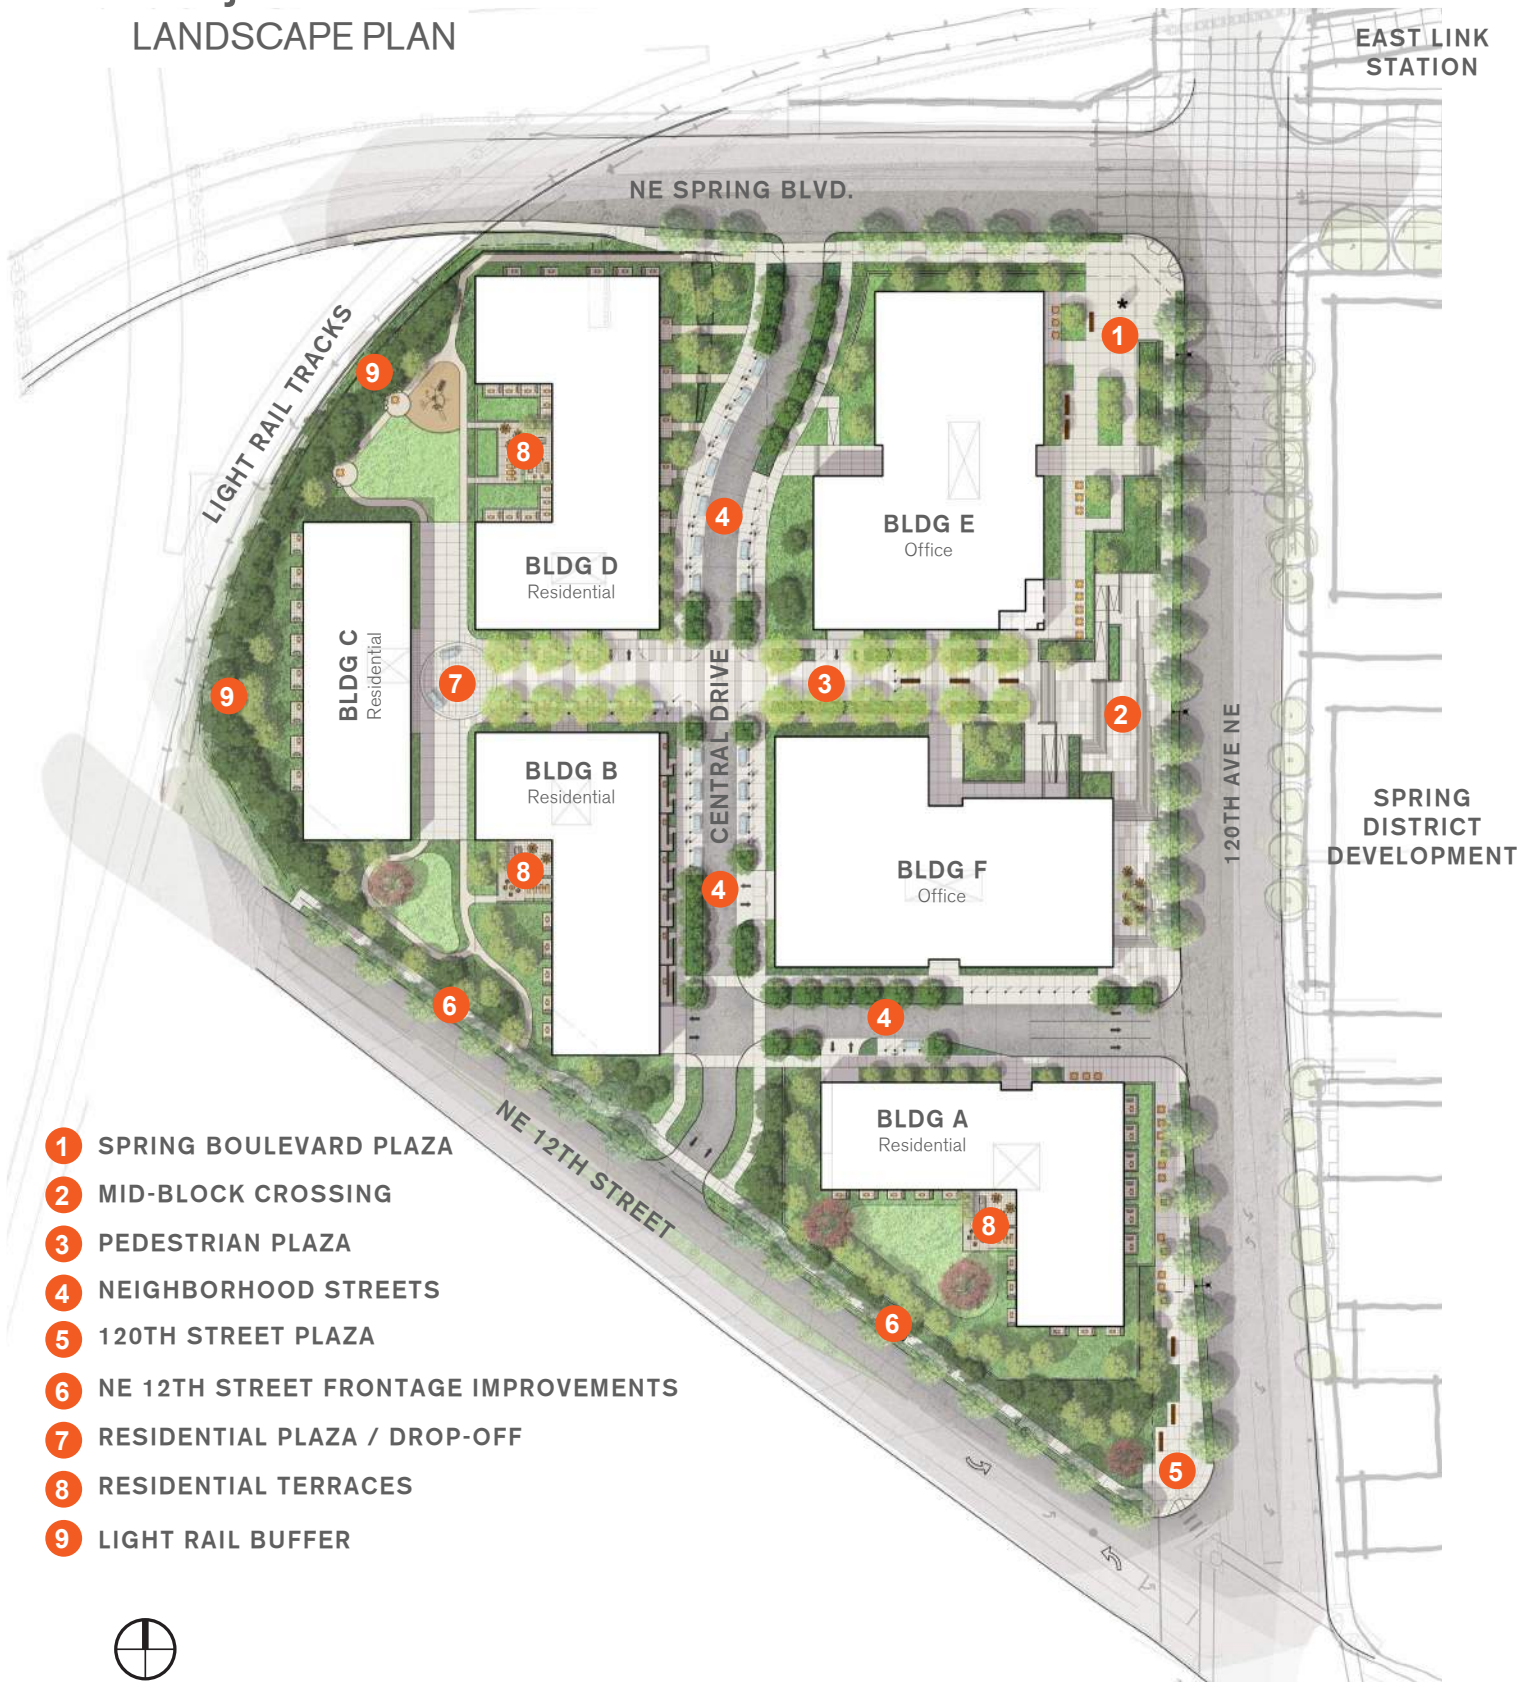 LANDSCAPE PLAN
EAST LINK
STATION
NE SPRING BLVD.
LIGHT RAIL TRACKS
1
9
8
4
BLDG E
Office
BLDG D
Residential
BLDG C
Residential
7
3
9
2
CENTRAL DRIVE
120TH AVE NE
BLDG B
Residential
SPRING
DISTRICT
DEVELOPMENT
8
4
BLDG F
Office
6
4
NE 12TH STREET
BLDG A
Residential
8
6
5
1 SPRING BOULEVARD PLAZA
2 MID-BLOCK CROSSING
3 PEDESTRIAN PLAZA
4 NEIGHBORHOOD STREETS
5 120TH STREET PLAZA
6 NE 12TH STREET FRONTAGE IMPROVEMENTS
7 RESIDENTIAL PLAZA / DROP-OFF
8 RESIDENTIAL TERRACES
9 LIGHT RAIL BUFFER